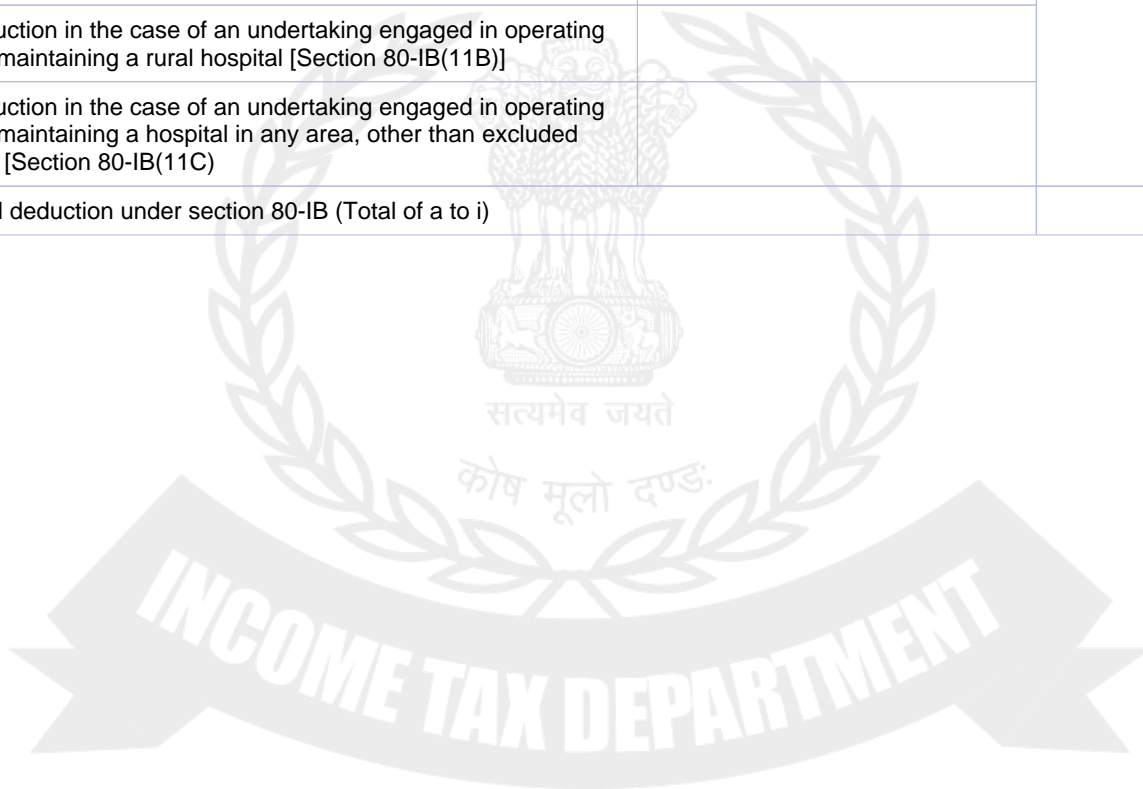 uction in the case of an undertaking engaged in operating
maintaining a rural hospital [Section 80-IB(11B)]
uction in the case of an undertaking engaged in operating
maintaining a hospital in any area, other than excluded
[Section 80-IB(11C)
l deduction under section 80-IB (Total of a to i)
सत्यमेव जयते
कोष मूलो दण्डः
INCOME TAX DEPARTMENT